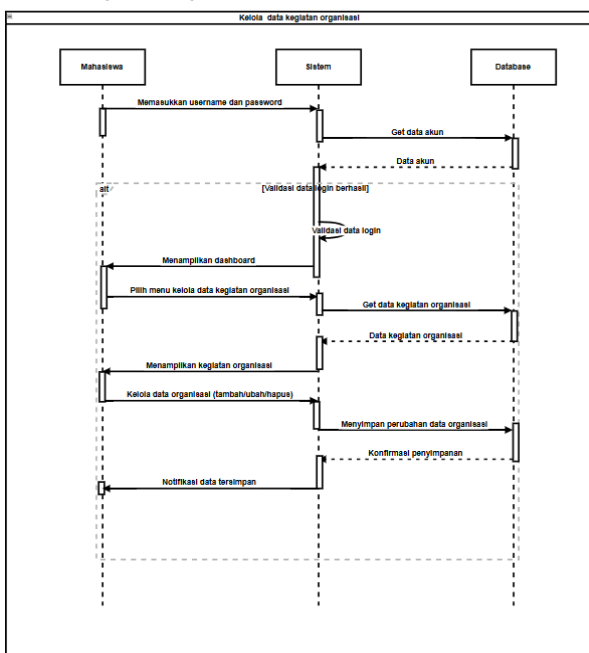 Kelola data kegiatan organisasi
Mahasiswa
Sistem
Database
Memasukkan username dan password
Get data akun
Data akun
alt
[Validasi data login berhasil]
Validasi data login
Menampilkan dashboard
Pilih menu kelola data kegiatan organisasi
Get data kegiatan organisasi
Data kegiatan organisasi
Menampilkan kegiatan organisasi
Kelola data organisasi (tambah/ubah/hapus)
Menyimpan perubahan data organisasi
Konfirmasi penyimpanan
Notifikasi data tersimpan